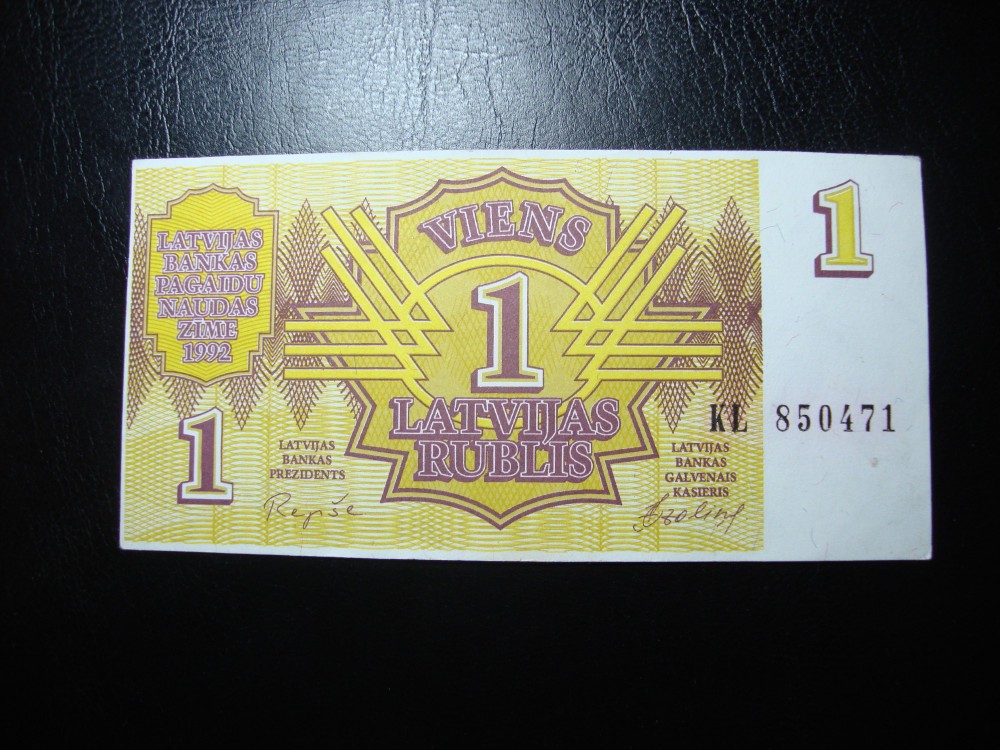 LATVIJAS
BANKAS
PAGAIDU
NAUDAS
ZĪME
1992
1
VIENS
1
LATVIJAS
RUBLIS
LATVIJAS
BANKAS
PREZIDENTS
Repše
LATVIJAS
BANKAS
GALVENAIS
KASIERIS
1
KL 850471